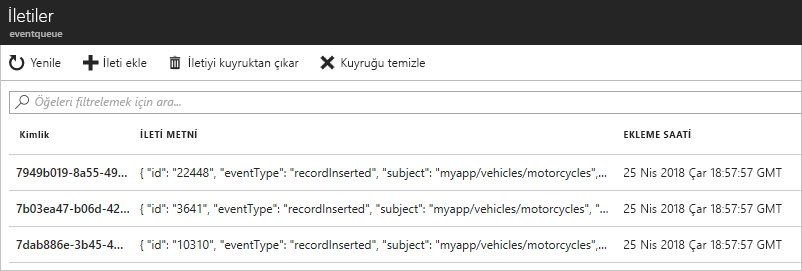 İletiler
eventqueue
Yenile İleti ekle İletiyi kuyruktan çıkar Kuyruğu temizle
Öğeleri filtrelemek için ara...
Kimlik İLETİ METNİ EKLEME SAATİ
7949b019-8a55-49... { "id": "22448", "eventType": "recordInserted", "subject": "myapp/vehicles/motorcycles",... 25 Nis 2018 Çar 18:57:57 GMT
7b03ea47-b06d-42... { "id": "3641", "eventType": "recordInserted", "subject": "myapp/vehicles/motorcycles", "... 25 Nis 2018 Çar 18:57:57 GMT
7dab886e-3b45-4... { "id": "10310", "eventType": "recordInserted", "subject": "myapp/vehicles/motorcycles",... 25 Nis 2018 Çar 18:57:57 GMT